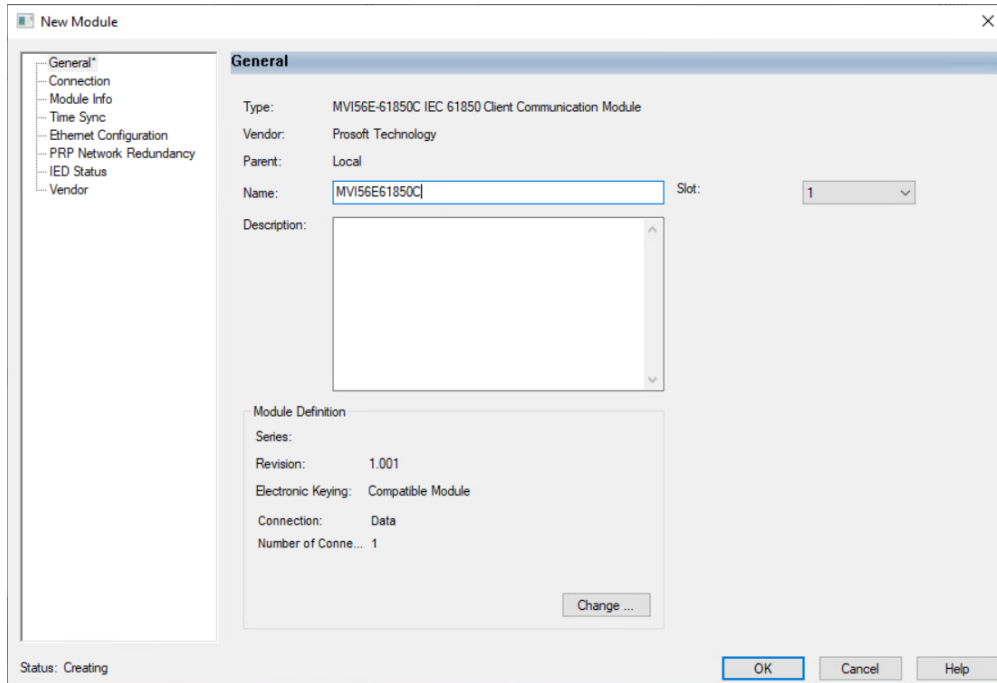 New Module
General*
Connection
Module Info
Time Sync
Ethernet Configuration
PRP Network Redundancy
IED Status
Vendor
General
Type: MVI56E-61850C IEC 61850 Client Communication Module
Vendor: Prosoft Technology
Parent: Local
Name: MVI56E61850C Slot: 1
Description:
Module Definition
Series:
Revision: 1.001
Electronic Keying: Compatible Module
Connection: Data
Number of Conne... 1
Change ...
Status: Creating
OK Cancel Help